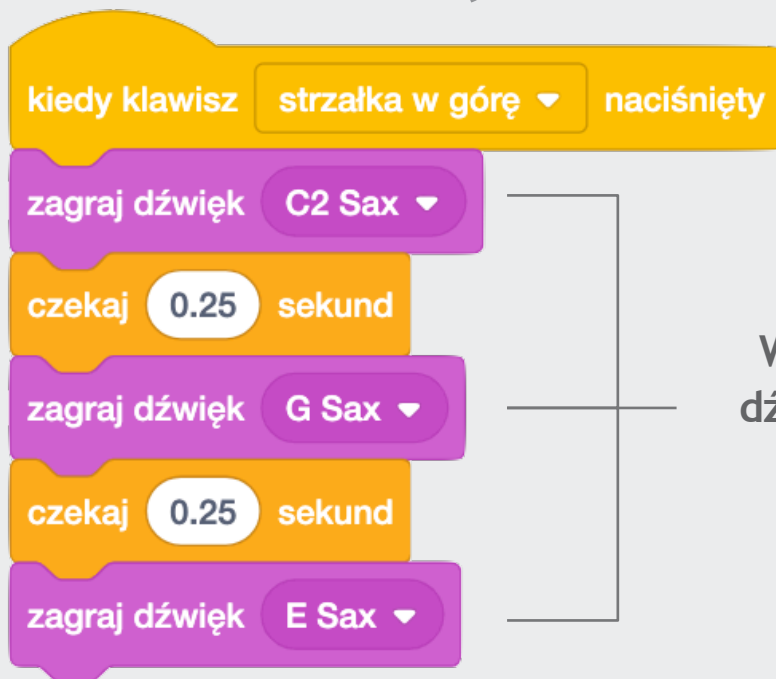 kiedy klawisz strzałka w górę naciśnięty
zagraj dźwięk C2 Sax
czekaj 0.25 sekund
zagraj dźwięk G Sax
czekaj 0.25 sekund
zagraj dźwięk E Sax